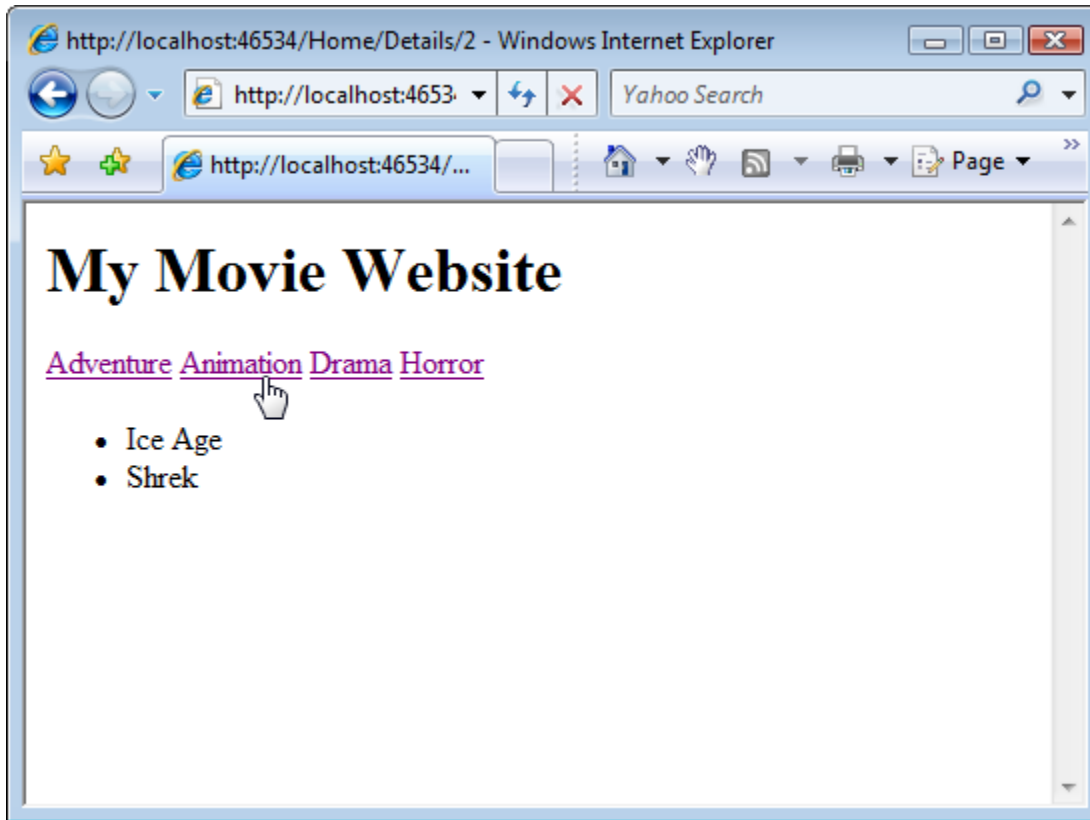 http://localhost:46534/Home/Details/2 - Windows Internet Explorer
http://localhost:4653 Yahoo Search
http://localhost:46534/... Page
My Movie Website
Adventure Animation Drama Horror
• Ice Age
• Shrek